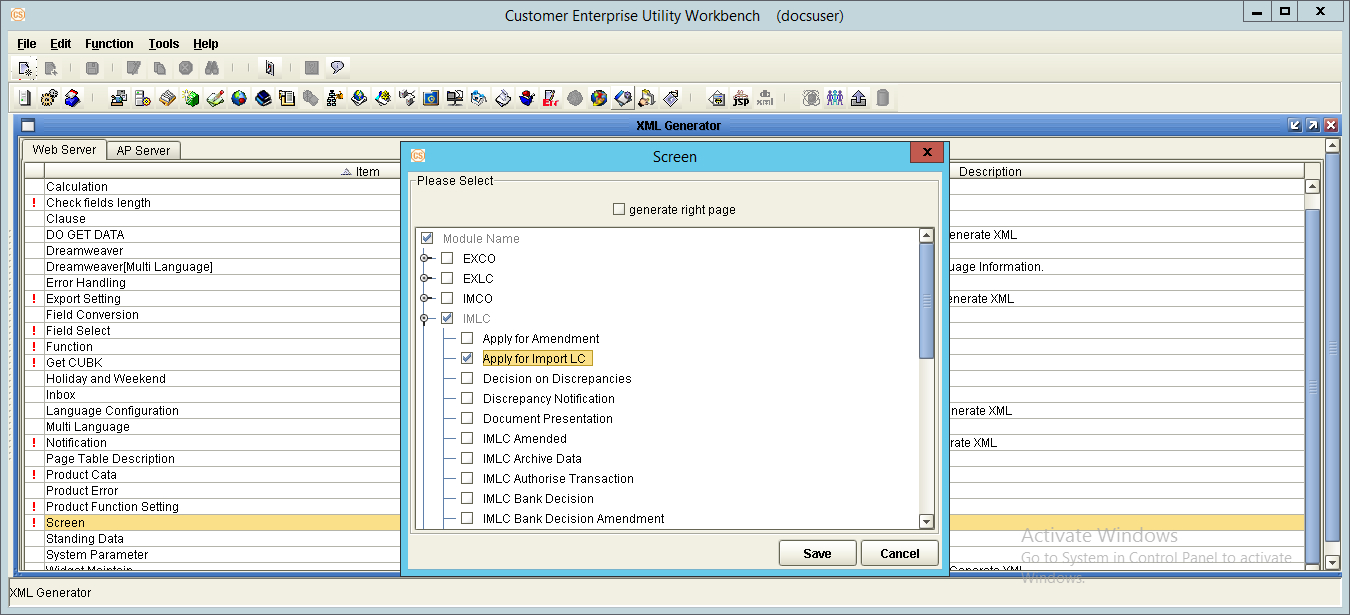 Customer Enterprise Utility Workbench (docsuser)
File Edit Function Tools Help
XML Generator
Web Server AP Server
Screen
Item
Description
Please Select
generate right page
Module Name
EXCO
EXLC
IMCO
IMLC
Apply for Amendment
Apply for Import LC
Decision on Discrepancies
Discrepancy Notification
Document Presentation
IMLC Amended
IMLC Archive Data
IMLC Authorise Transaction
IMLC Bank Decision
IMLC Bank Decision Amendment
Save Cancel
Calculation
! Check fields length
Clause
DO GET DATA
enerate XML
Dreamweaver
Dreamweaver[Multi Language]
uage Information.
Error Handling
! Export Setting
enerate XML
Field Conversion
! Field Select
! Function
! Get CUBK
Holiday and Weekend
Inbox
Language Configuration
nerate XML
Multi Language
! Notification
rate XML
Page Table Description
! Product Cata
Product Error
! Product Function Setting
! Screen
Standing Data
System Parameter
Widget Maintain
Generate XML
Activate Windows
Go to System in Control Panel to activate
Windows.
XML Generator